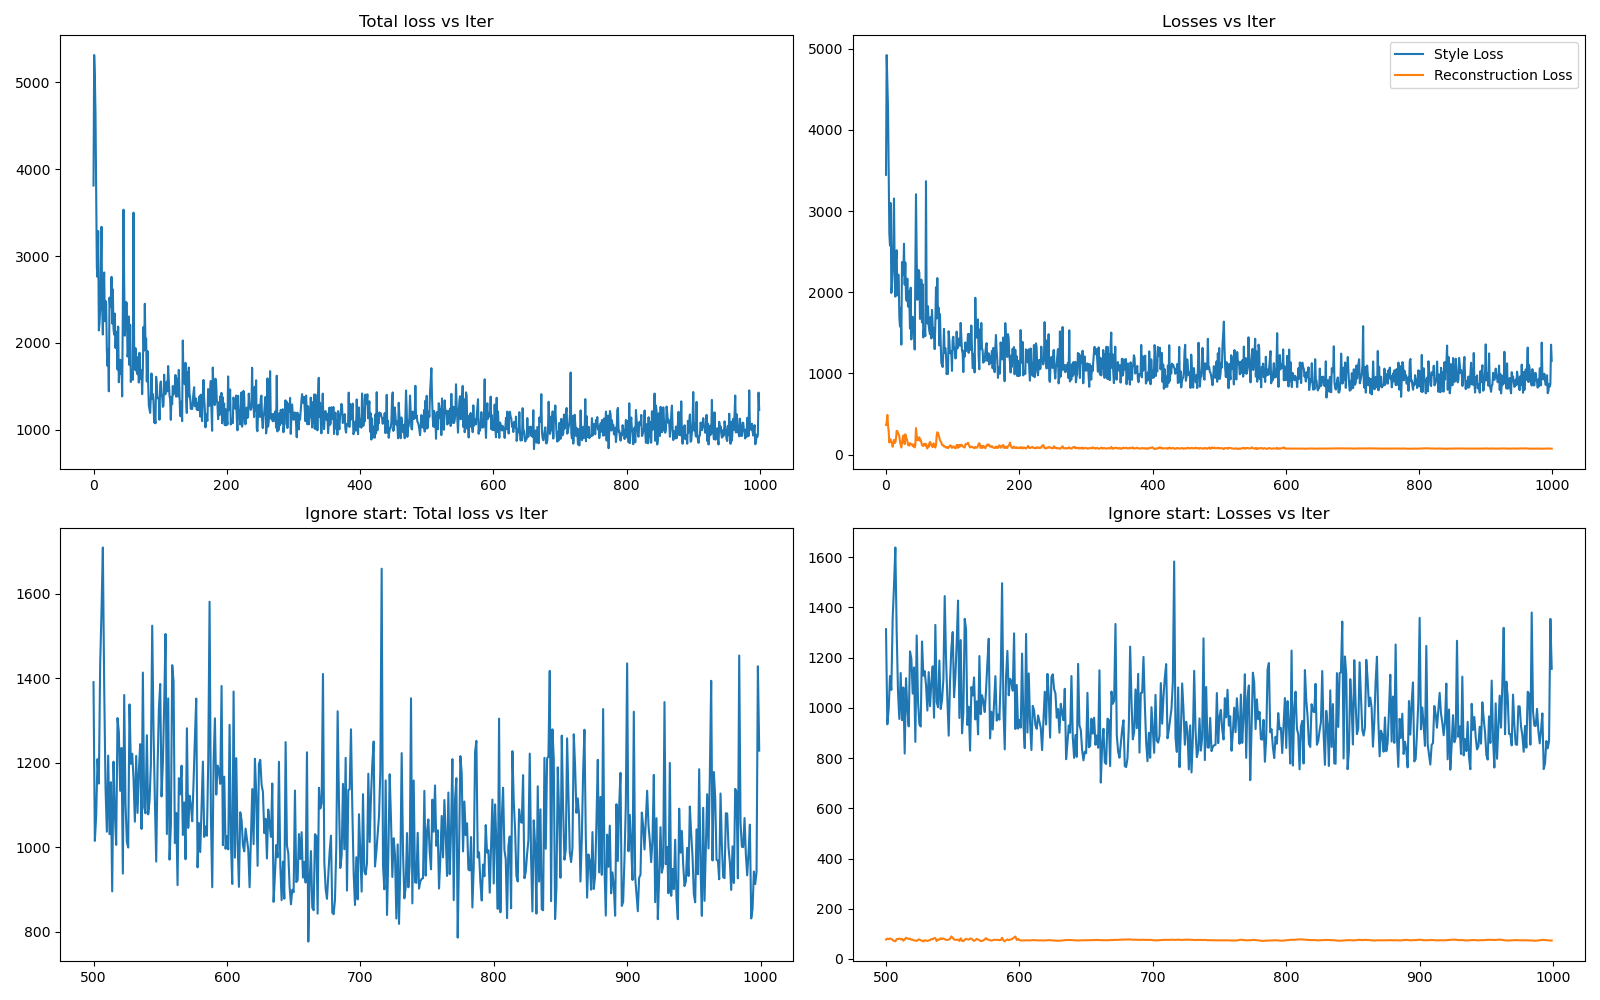 Total loss vs Iter
5000
4000
3000
2000
1000
0 200 400 600 800 1000
Losses vs Iter
Style Loss
Reconstruction Loss
5000
4000
3000
2000
1000
0
0 200 400 600 800 1000
Ignore start: Total loss vs Iter
1600
1400
1200
1000
800
500 600 700 800 900 1000
Ignore start: Losses vs Iter
1600
1400
1200
1000
800
600
400
200
0
500 600 700 800 900 1000